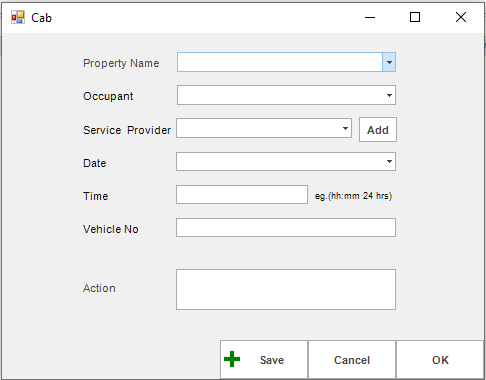 Cab
Property Name
Occupant
Service Provider Add
Date
Time eg.(hh:mm 24 hrs)
Vehicle No
Action
Save Cancel OK